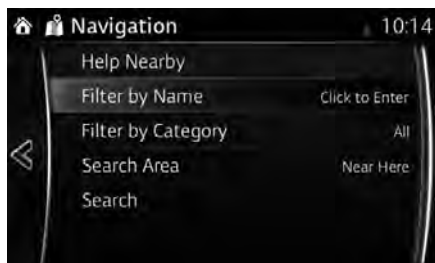 Navigation 10:14
Help Nearby
Filter by Name Click to Enter
Filter by Category All
Search Area Near Here
Search